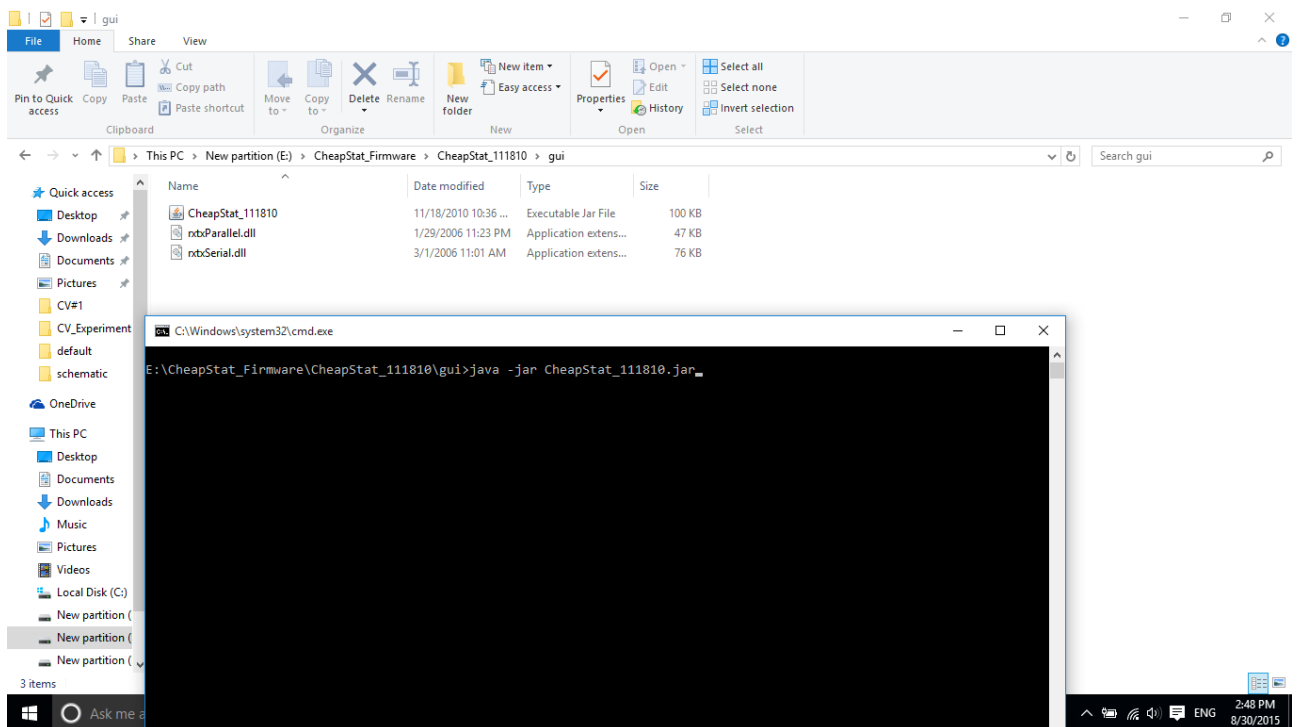 gui
File Home Share View
Pin to Quick access
Copy
Paste
Cut
Copy path
Paste shortcut
Clipboard
Move to
Copy to
Delete
Rename
Organize
New folder
New item
Easy access
New
Properties
Open
Edit
History
Open
Select all
Select none
Invert selection
Select
This PC > New partition (E:) > CheapStat_Firmware > CheapStat_111810 > gui
Search gui
Name Date modified Type Size
CheapStat_111810 11/18/2010 10:36 ... Executable Jar File 100 KB
rxtxParallel.dll 1/29/2006 11:23 PM Application extens... 47 KB
rxtxSerial.dll 3/1/2006 11:01 AM Application extens... 76 KB
Quick access
Desktop
Downloads
Documents
Pictures
CV#1
CV_Experiment
default
schematic
OneDrive
This PC
Desktop
Documents
Downloads
Music
Pictures
Videos
Local Disk (C:)
New partition (
New partition (
New partition (
3 items
C:\Windows\system32\cmd.exe
E:\CheapStat_Firmware\CheapStat_111810\gui>java -jar CheapStat_111810.jar_
Ask me a
ENG
2:48 PM
8/30/2015